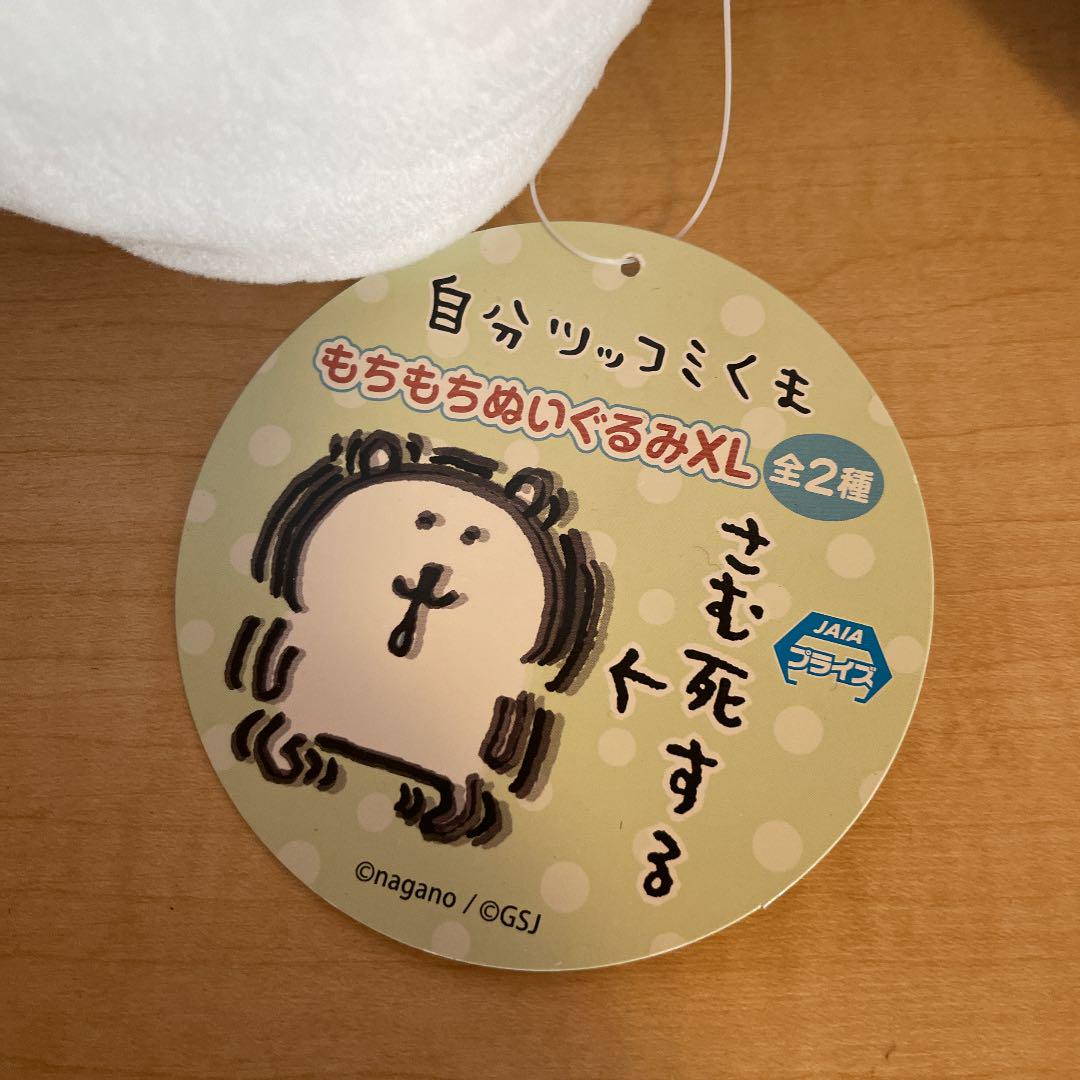 自分ツッコミくま
もちもちぬいぐるみXL
全2種
さむ死する
JAIA
プライズ
©nagano / ©GSJ